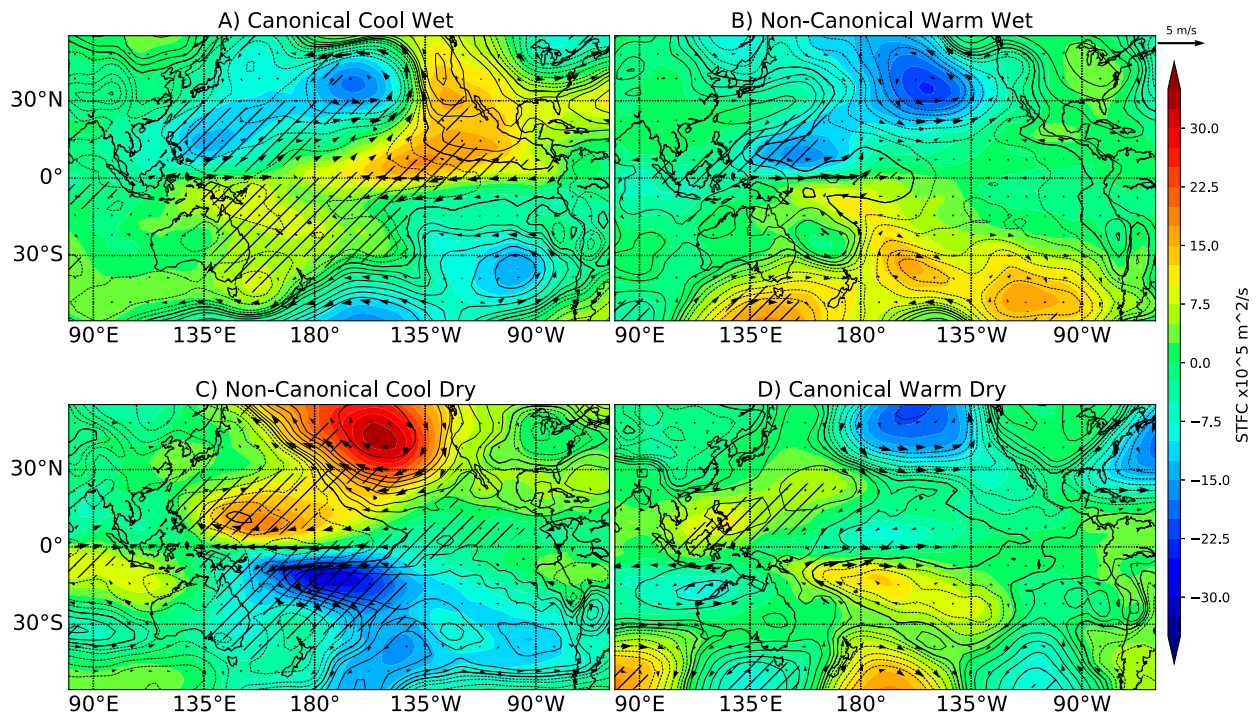 A) Canonical Cool Wet
B) Non-Canonical Warm Wet
5 m/s
30°N
0°
30°S
90°E 135°E 180° 135°W 90°W
90°E 135°E 180° 135°W 90°W
C) Non-Canonical Cool Dry
D) Canonical Warm Dry
30°N
0°
30°S
90°E 135°E 180° 135°W 90°W
90°E 135°E 180° 135°W 90°W
30.0
22.5
15.0
7.5
0.0
−7.5
−15.0
−22.5
−30.0
STFC x10^5 m^2/s